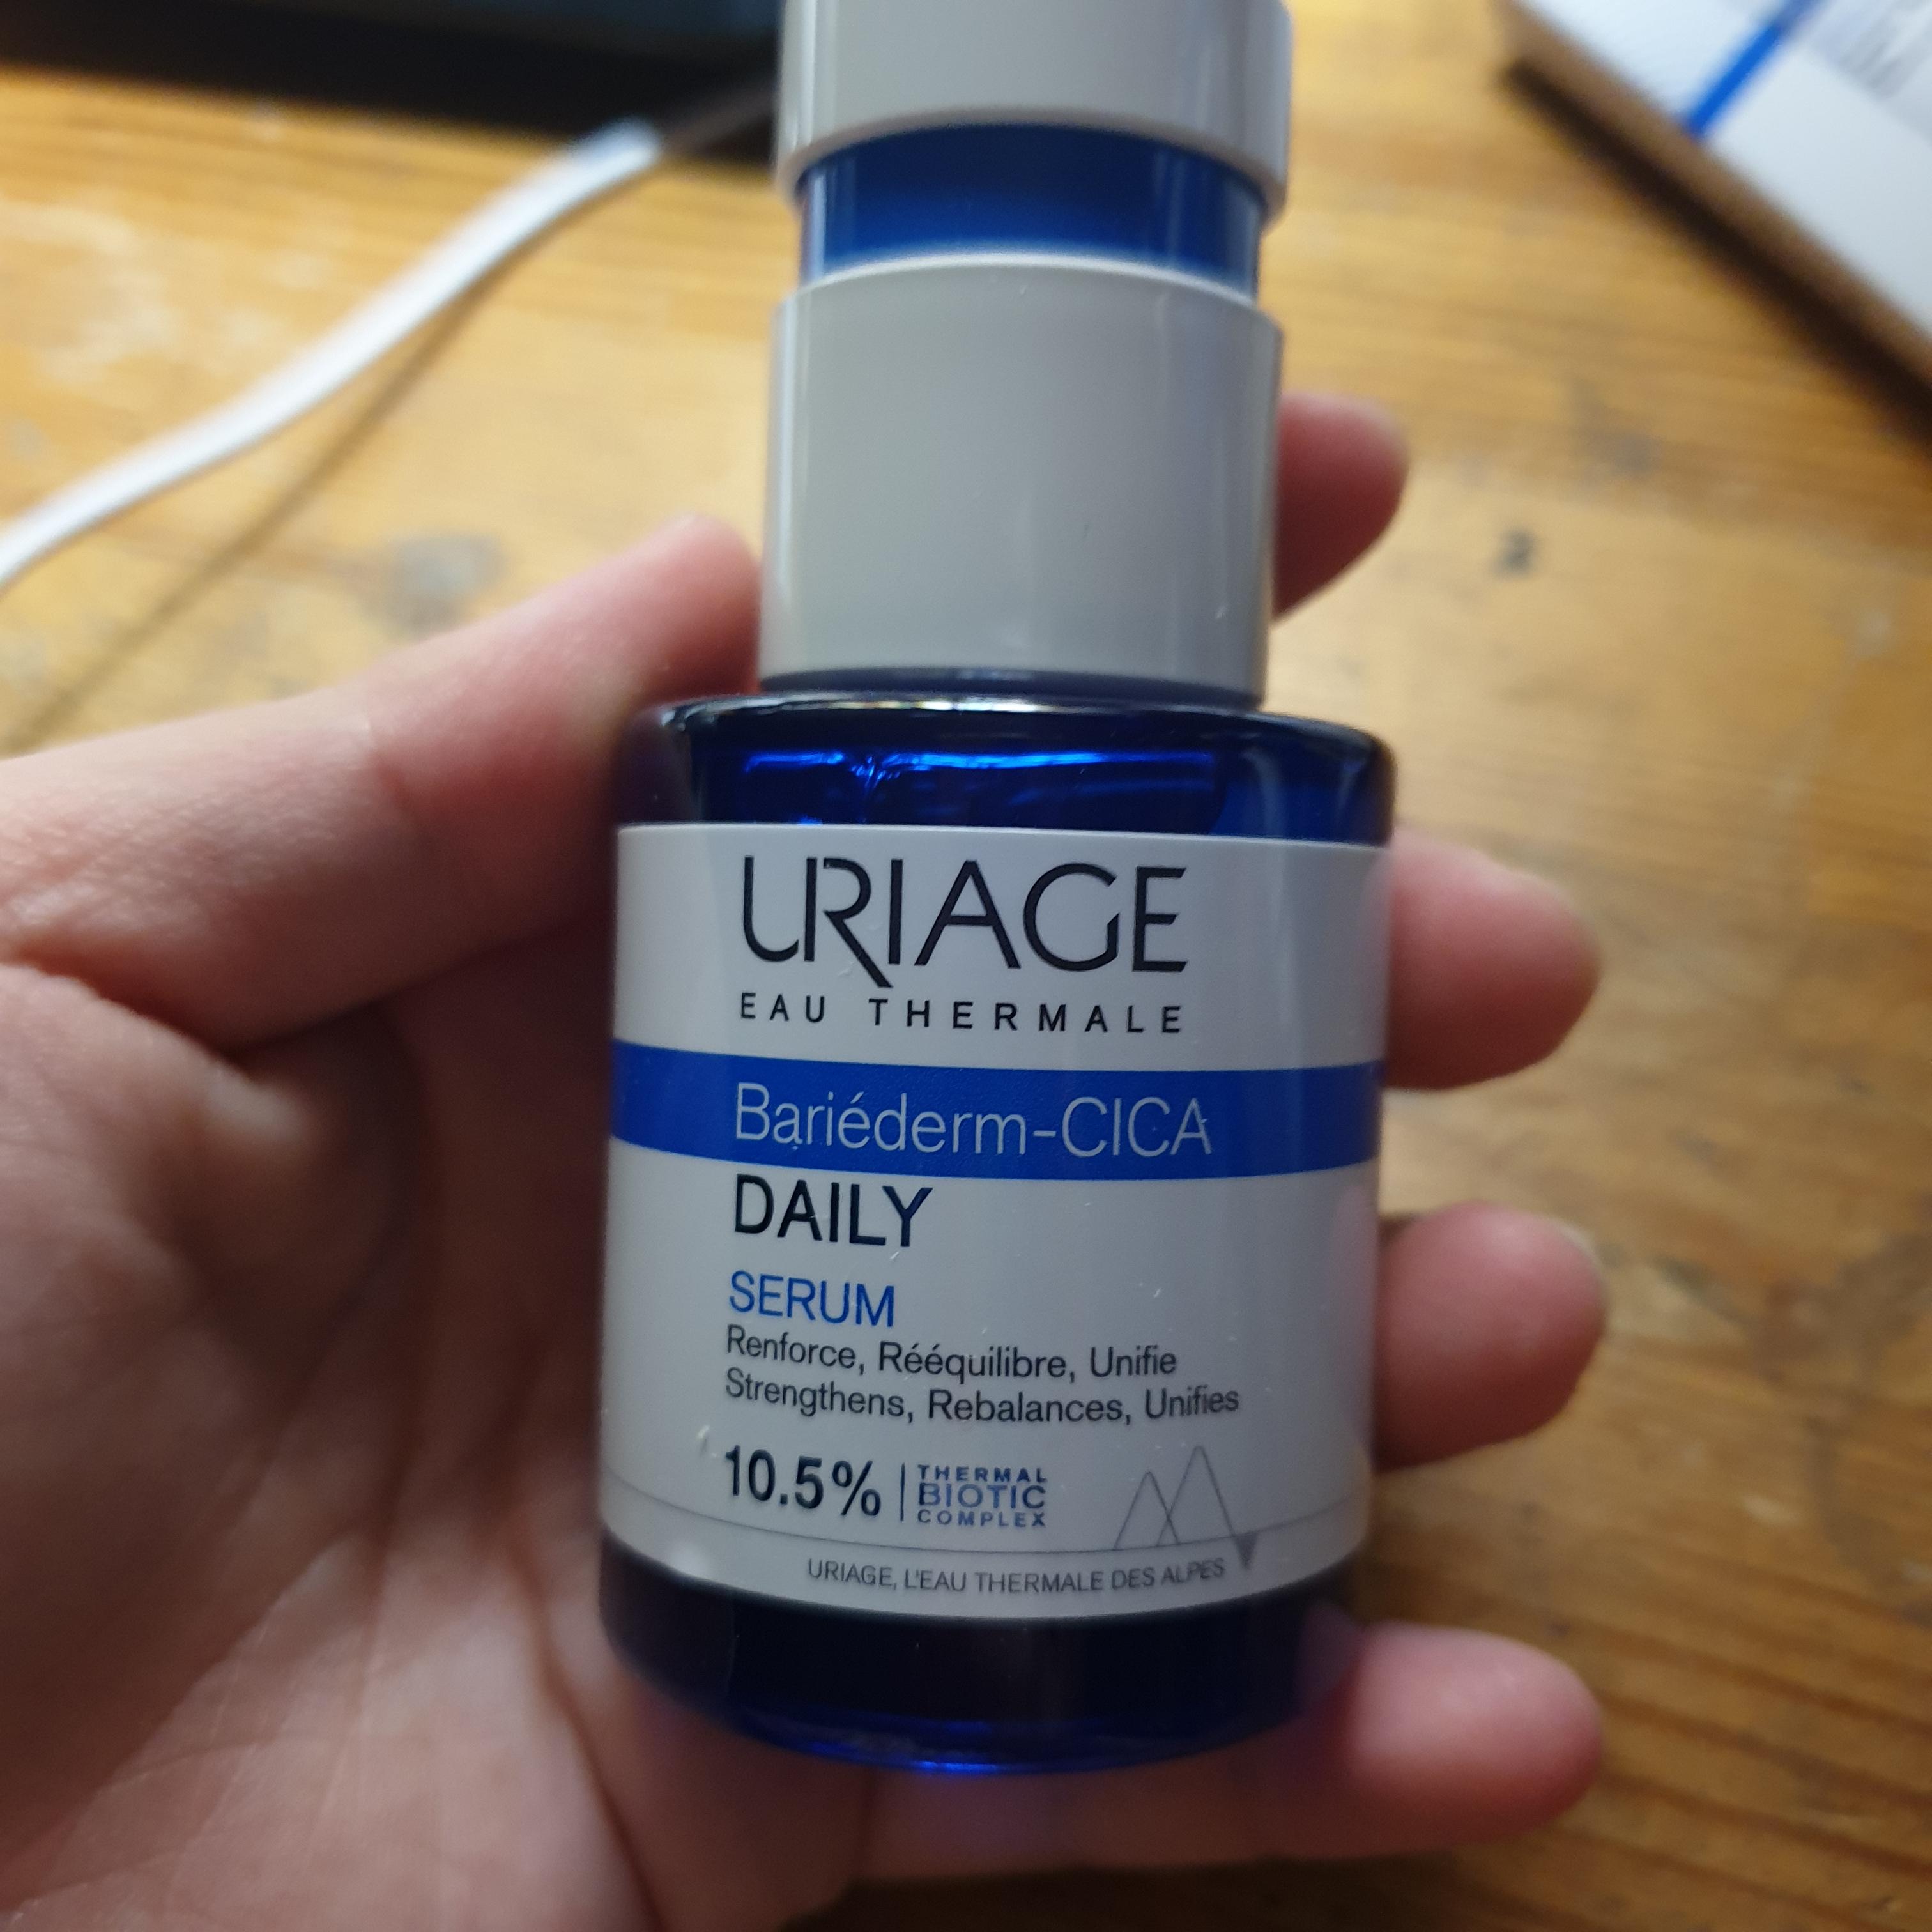 URIAGE
EAU THERMALE
Bariéderm-CICA
DAILY
SERUM
Renforce, Rééquilibre, Unifie
Strengthens, Rebalances, Unifies
10.5% | THERMAL
BIOTIC
COMPLEX
URIAGE, L'EAU THERMALE DES ALPES